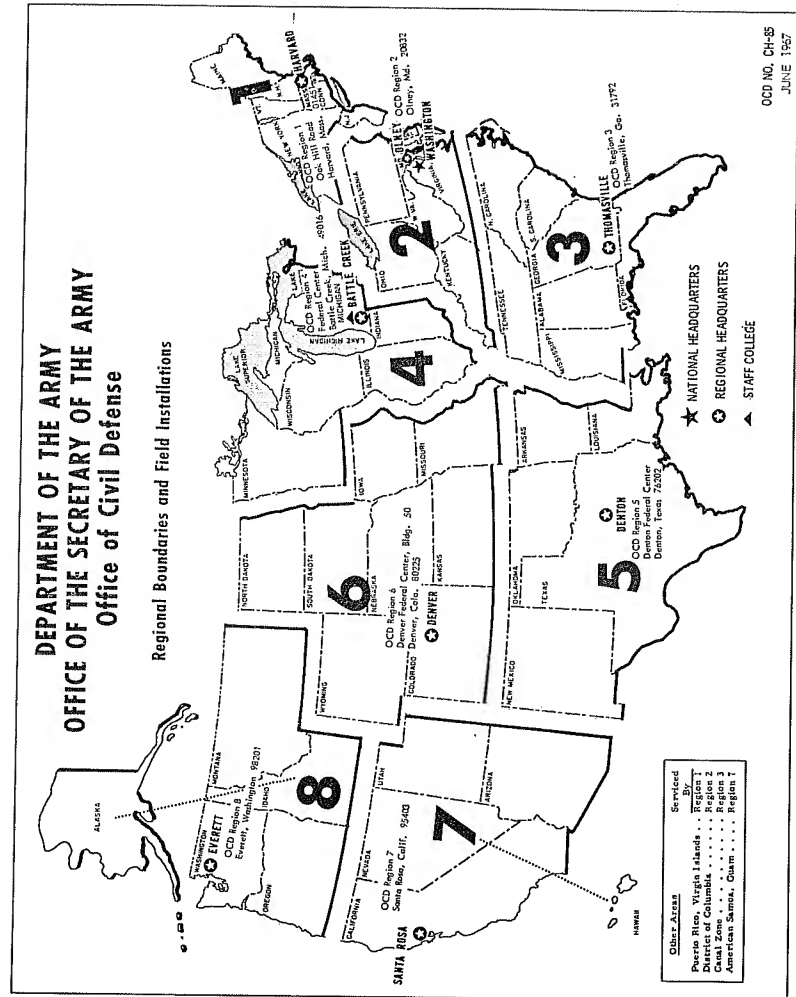 DEPARTMENT OF THE ARMY
OFFICE OF THE SECRETARY OF THE ARMY
Office of Civil Defense
Regional Boundaries and Field Installations
ALASKA
WASHINGTON
EVERETT
OCD Region 8
Everett, Washington 98201
MONTANA
OREGON
IDAHO
8
CALIFORNIA
NEVADA
UTAH
ARIZONA
OCD Region 7
Santa Rosa, Calif. 95403
SANTA ROSA
7
HAWAII
NORTH DAKOTA
SOUTH DAKOTA
WYOMING
NEBRASKA
COLORADO
KANSAS
IOWA
MISSOURI
6
OCD Region 6
Denver Federal Center, Bldg. 50
Denver, Colo. 80225
DENVER
NEW MEXICO
OKLAHOMA
TEXAS
ARKANSAS
LOUISIANA
5
DENTON
OCD Region 5
Denton Federal Center
Denton, Texas 76202
MINNESOTA
WISCONSIN
LAKE
SUPERIOR
MICHIGAN
LAKE MICHIGAN
LAKE
ILLINOIS
INDIANA
4
OCD Region 4
Federal Center
Battle Creek, Mich. 49016
MICHIGAN
BATTLE CREEK
OHIO
LAKE ERIE
PENNSYLVANIA
KENTUCKY
W. VA.
VIRGINIA
2
OLNEY
OCD Region 2
Olney, Md. 20832
WASHINGTON
MAINE
VT.
N.H.
MASS.
CONN
N.J.
NEW YORK
LAKE
1
HARVARD
OCD Region 1
Oak Hill Road
Harvard, Mass. 01451
TENNESSEE
N. CAROLINA
S. CAROLINA
GEORGIA
ALABAMA
MISSISSIPPI
FLORIDA
3
THOMASVILLE
OCD Region 3
Thomasville, Ga. 31792
NATIONAL HEADQUARTERS
REGIONAL HEADQUARTERS
STAFF COLLEGE
Other Areas Serviced By
Puerto Rico, Virgin Islands . . Region 1
District of Columbia . . . . . . . Region 2
Canal Zone . . . . . . . . . . . Region 3
American Samoa, Guam . . . . Region 7
OCD NO. CH-85
JUNE 1967